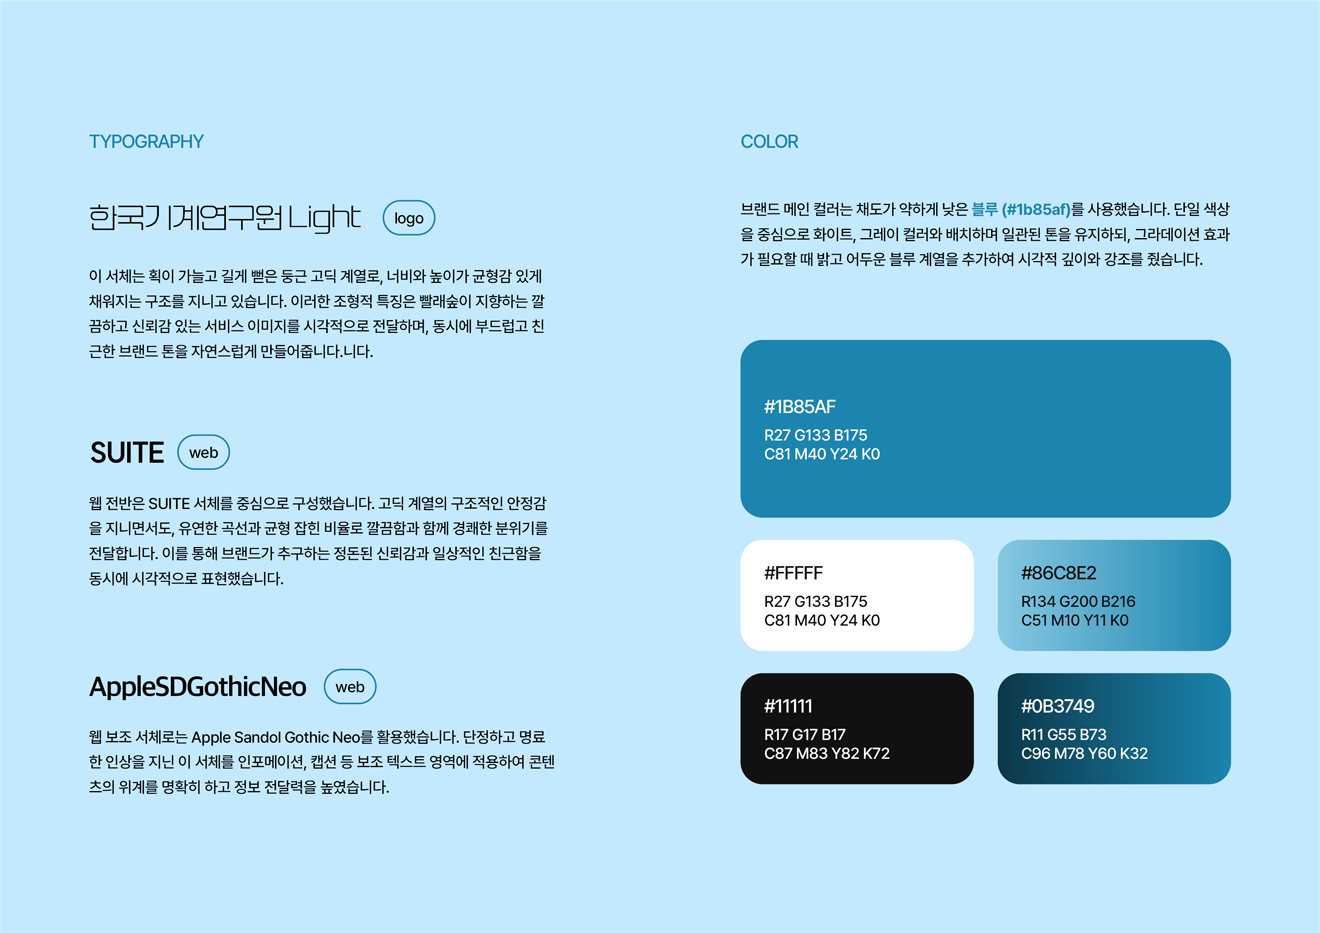 TYPOGRAPHY
한국기계연구원 Light
logo
이 서체는 획이 가늘고 길게 뻗은 둥근 고딕 계열로, 너비와 높이가 균형감 있게
채워지는 구조를 지니고 있습니다. 이러한 조형적 특징은 빨래숲이 지향하는 깔
끔하고 신뢰감 있는 서비스 이미지를 시각적으로 전달하며, 동시에 부드럽고 친
근한 브랜드 톤을 자연스럽게 만들어줍니다.니다.
SUITE
web
웹 전반은 SUITE 서체를 중심으로 구성했습니다. 고딕 계열의 구조적인 안정감
을 지니면서도, 유연한 곡선과 균형 잡힌 비율로 깔끔함과 함께 경쾌한 분위기를
전달합니다. 이를 통해 브랜드가 추구하는 정돈된 신뢰감과 일상적인 친근함을
동시에 시각적으로 표현했습니다.
AppleSDGothicNeo
web
웹 보조 서체로는 Apple Sandol Gothic Neo를 활용했습니다. 단정하고 명료
한 인상을 지닌 이 서체를 인포메이션, 캡션 등 보조 텍스트 영역에 적용하여 콘텐
츠의 위계를 명확히 하고 정보 전달력을 높였습니다.
COLOR
브랜드 메인 컬러는 채도가 약하게 낮은 블루 (#1b85af)를 사용했습니다. 단일 색상
을 중심으로 화이트, 그레이 컬러와 배치하며 일관된 톤을 유지하되, 그라데이션 효과
가 필요할 때 밝고 어두운 블루 계열을 추가하여 시각적 깊이와 강조를 줬습니다.
#1B85AF
R27 G133 B175
C81 M40 Y24 K0
#FFFFF
R27 G133 B175
C81 M40 Y24 K0
#86C8E2
R134 G200 B216
C51 M10 Y11 K0
#11111
R17 G17 B17
C87 M83 Y82 K72
#0B3749
R11 G55 B73
C96 M78 Y60 K32